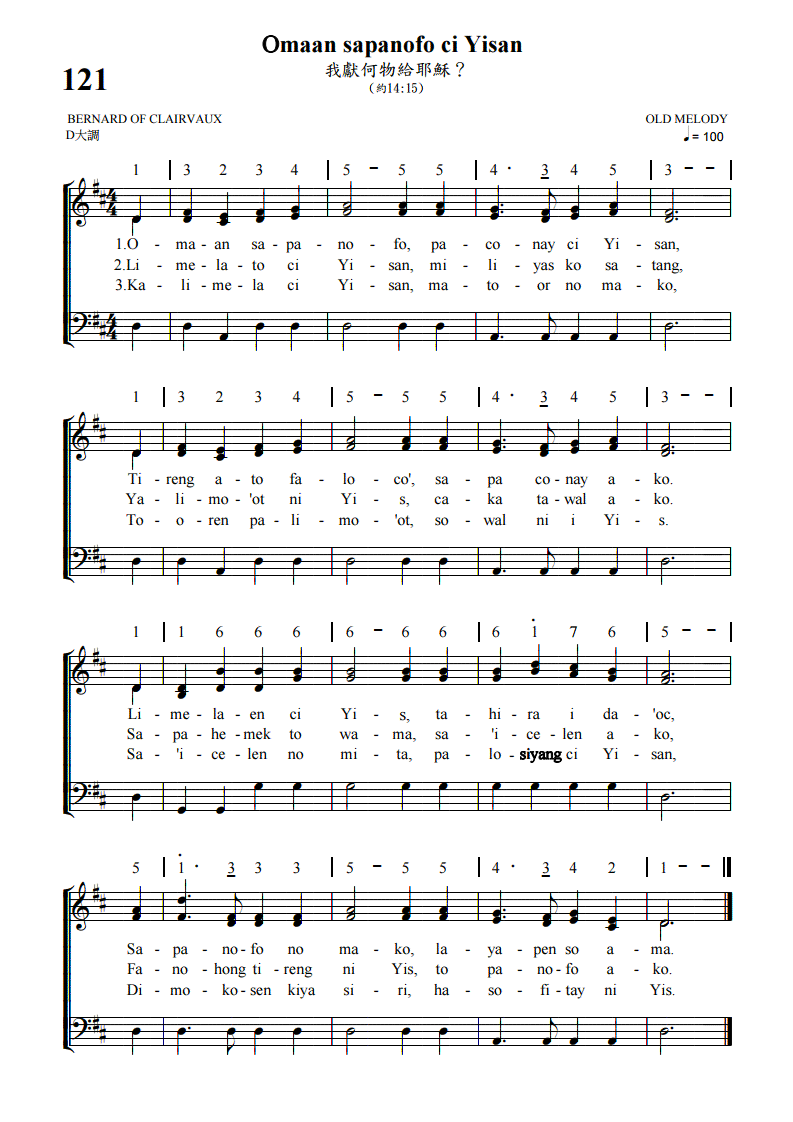 Omaan sapanofo ci Yisan
我獻何物給耶穌？
121
(約14:15)
BERNARD OF CLAIRVAUX
OLD MELODY
D大調
♩ = 100
1 | 3 2 3 4 | 5 - 5 5 | 4 · 3 4 5 | 3 - - |
1.O - ma - an sa - pa - no - fo, pa - co - nay ci Yi - san,
2.Li - me - la - to ci Yi - san, mi - li - yas ko sa - tang,
3.Ka - li - me - la ci Yi - san, ma - to - or no ma - ko,
1 | 3 2 3 4 | 5 - 5 5 | 4 · 3 4 5 | 3 - - |
Ti - reng a - to fa - lo - co', sa - pa co - nay a - ko.
Ya - li - mo - 'ot ni Yi - s, ca - ka ta - wal a - ko.
To - o - ren pa - li - mo - 'ot, so - wal ni i Yi - s.
1 | 1 6 6 6 | 6 - 6 6 | 6 1̇ 7 6 | 5 - - |
Li - me - la - en ci Yi - s, ta - hi - ra i da - 'oc,
Sa - pa - he - mek to wa - ma, sa - 'i - ce - len a - ko,
Sa - 'i - ce - len no mi - ta, pa - lo - siyang ci Yi - san,
5 | 1̇ · 3 3 3 | 5 - 5 5 | 4 · 3 4 2 | 1 - - ||
Sa - pa - no - fo no ma - ko, la - ya - pen so a - ma.
Fa - no - hong ti - reng ni Yis, to pa - no - fo a - ko.
Di - mo - ko - sen kiya si - ri, ha - so - fi - tay ni Yis.